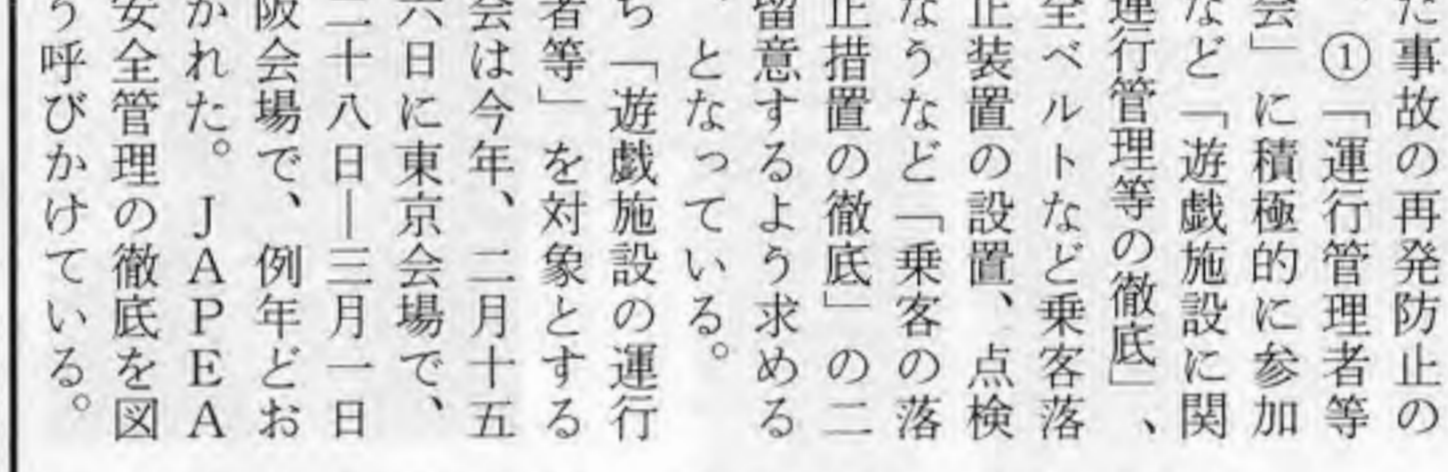 た事故の再発防止の
①「運行管理者等
会」に積極的に参加
など「遊戯施設に関
運行管理等の徹底」、
全ベルトなど乗客落
止装置の設置、点検
なうなど「乗客の落
止措置の徹底」の二
留意するよう求める
となっている。
ち「遊戯施設の運行
者等」を対象とする
会は今年、二月十五
六日に東京会場で、
二十八日―三月一日
阪会場で、例年どお
かれた。JAPEA
安全管理の徹底を図
う呼びかけている。